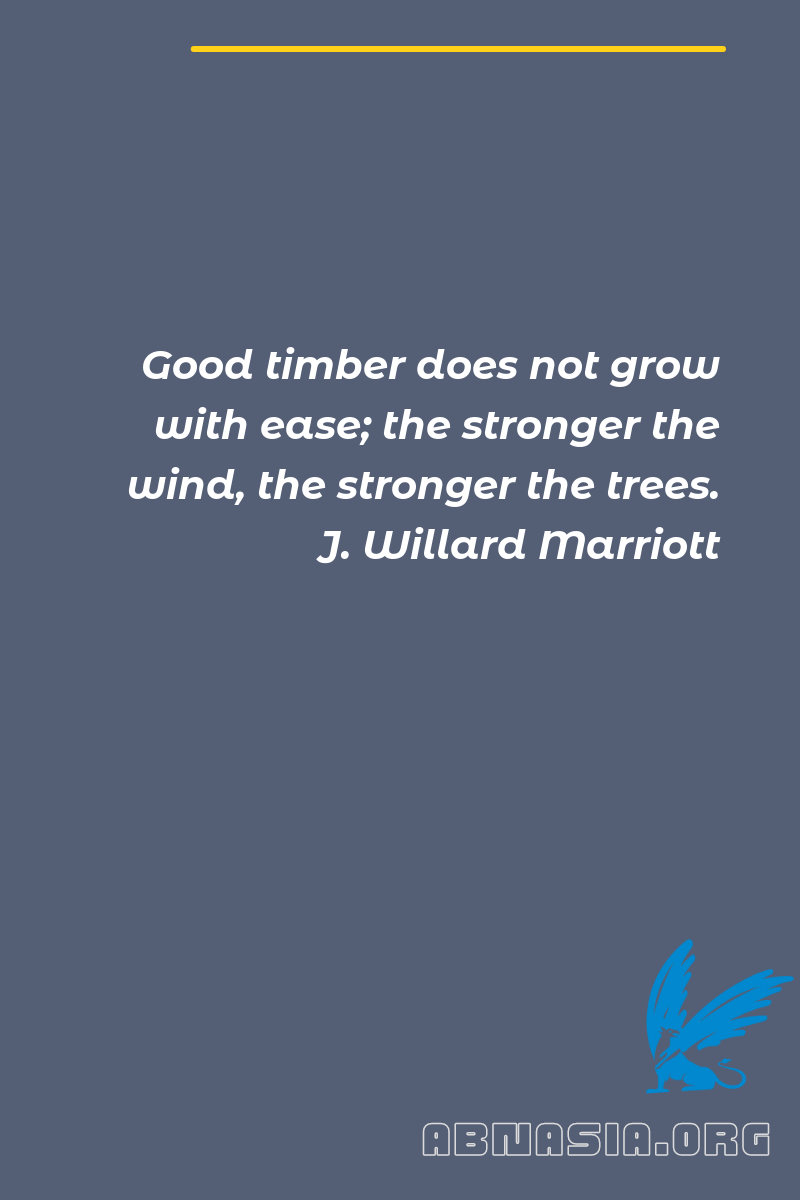 Good timber does not grow
with ease; the stronger the
wind, the stronger the trees.
J. Willard Marriott
ABNASIA.ORG